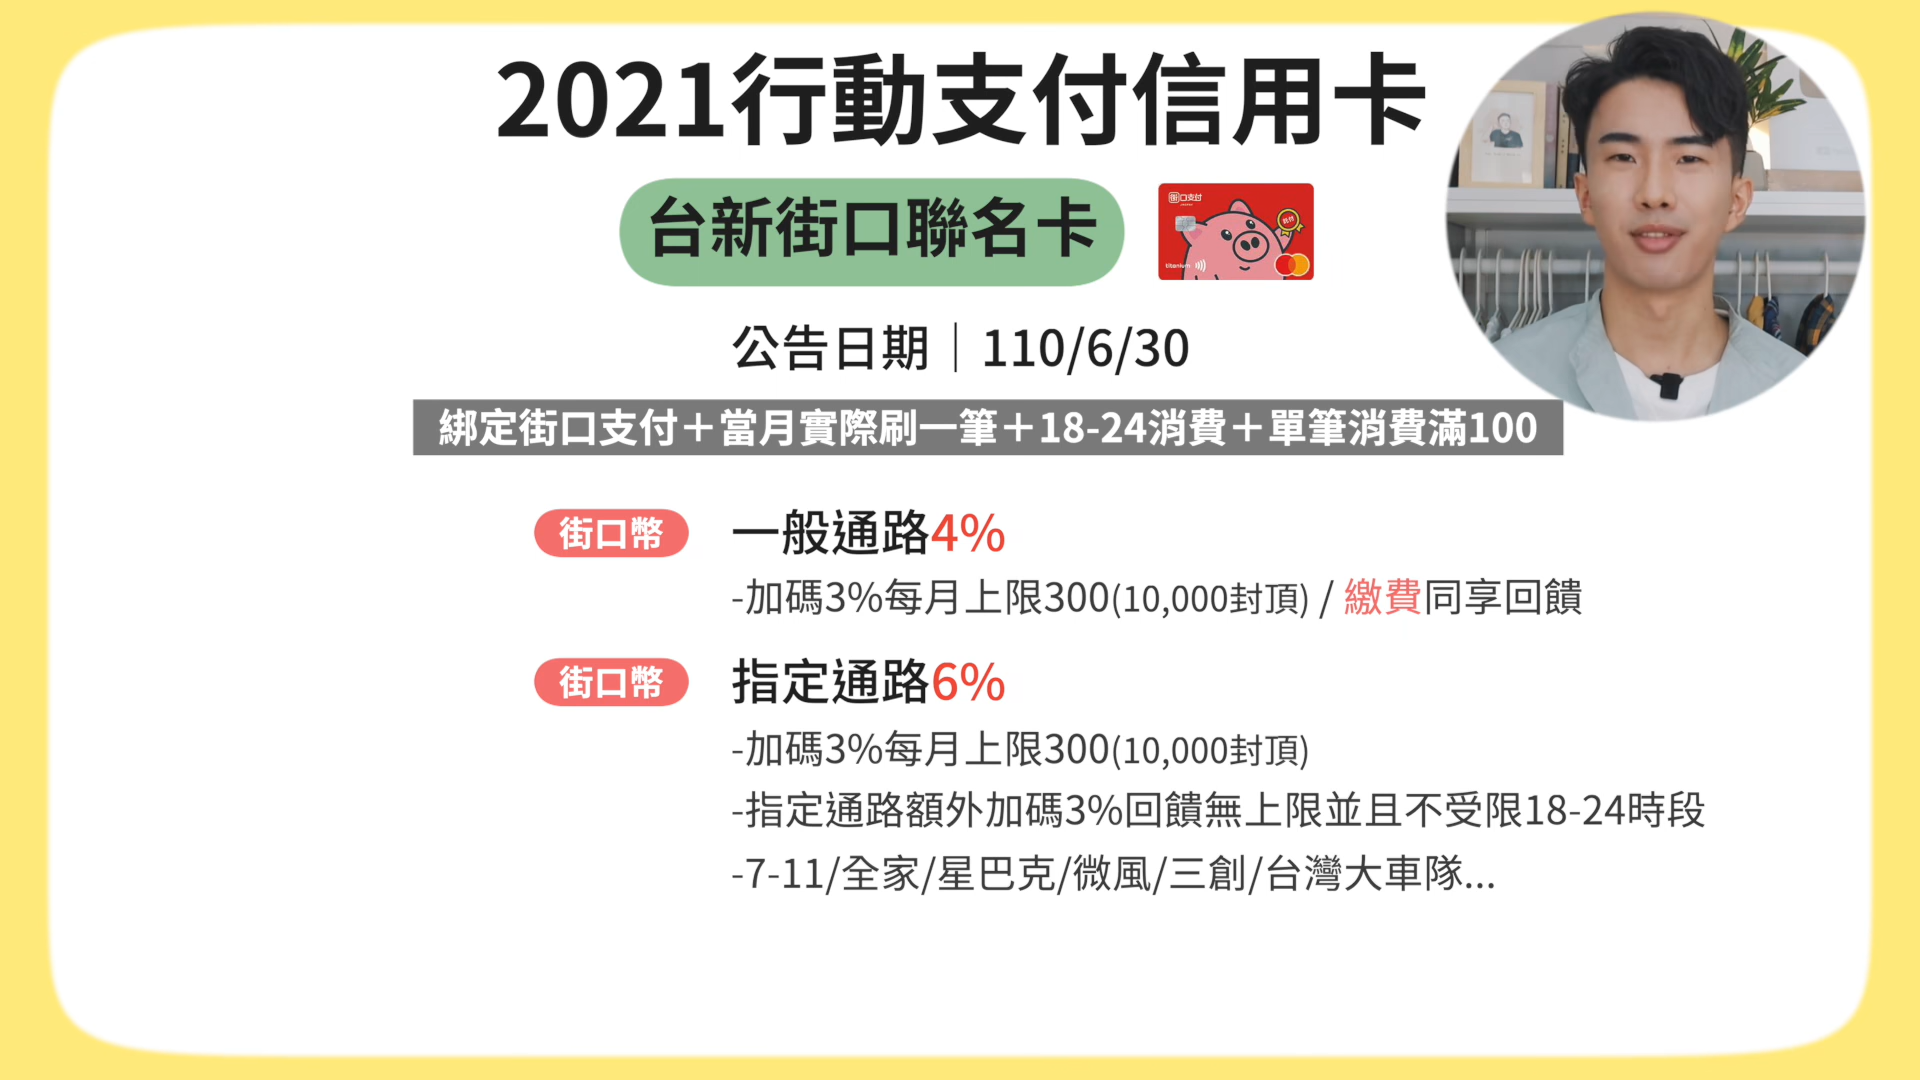 2021行動支付信用卡
台新街口聯名卡
街口支付
titanium
公告日期｜110/6/30
綁定街口支付＋當月實際刷一筆＋18-24消費＋單筆消費滿100
街口幣 一般通路4%
-加碼3%每月上限300(10,000封頂) / 繳費同享回饋
街口幣 指定通路6%
-加碼3%每月上限300(10,000封頂)
-指定通路額外加碼3%回饋無上限並且不受限18-24時段
-7-11/全家/星巴克/微風/三創/台灣大車隊...